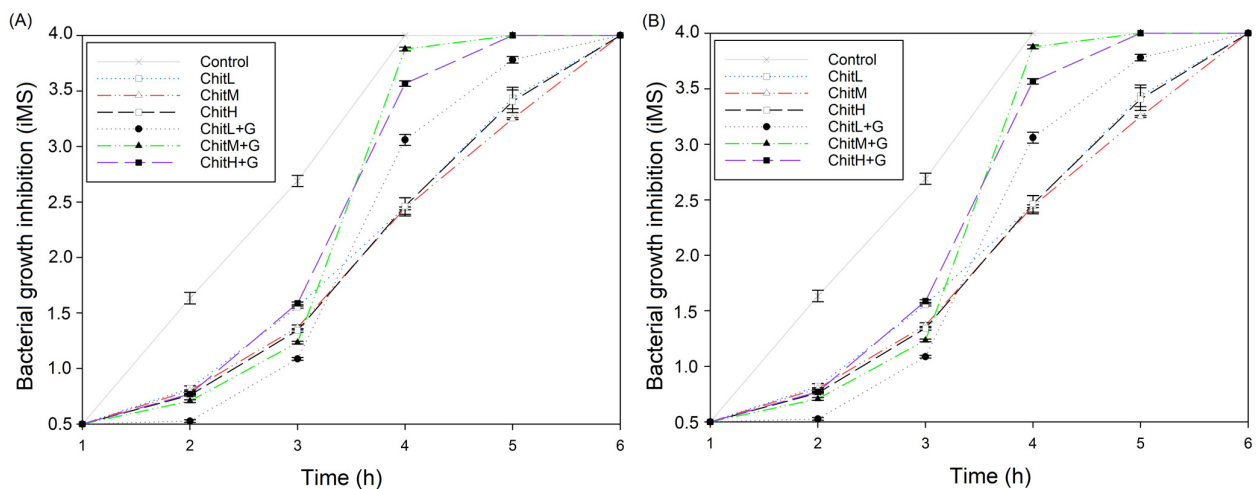 (A)
Bacterial growth inhibition (iMS)
4.0
3.5
3.0
2.5
2.0
1.5
1.0
0.5
Control
ChitL
ChitM
ChitH
ChitL+G
ChitM+G
ChitH+G
1 2 3 4 5 6
Time (h)
(B)
Bacterial growth inhibition (iMS)
4.0
3.5
3.0
2.5
2.0
1.5
1.0
0.5
Control
ChitL
ChitM
ChitH
ChitL+G
ChitM+G
ChitH+G
1 2 3 4 5 6
Time (h)